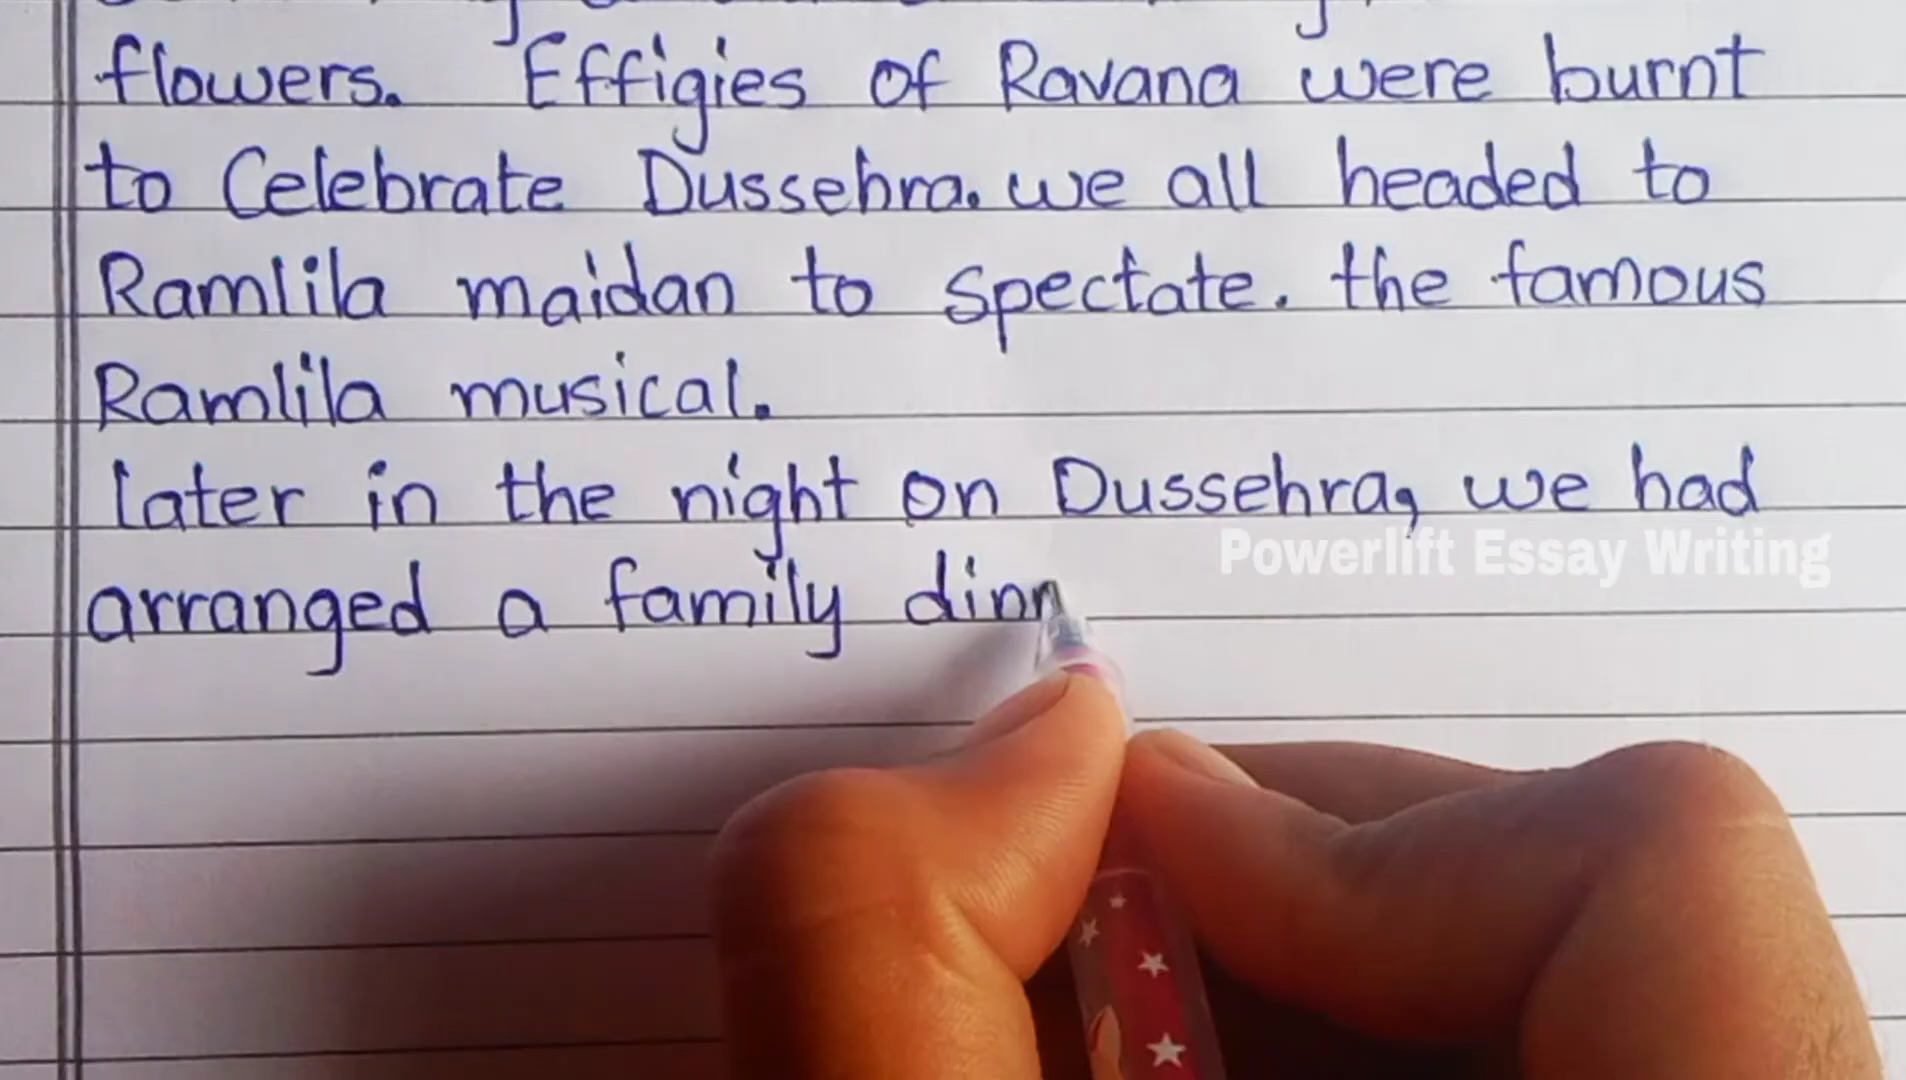 flowers. Effigies of Ravana were burnt
to Celebrate Dussehra. we all headed to
Ramlila maidan to spectate. the famous
Ramlila musical.
later in the night on Dussehra, we had
Powerlift Essay Writing
arranged a family dinn